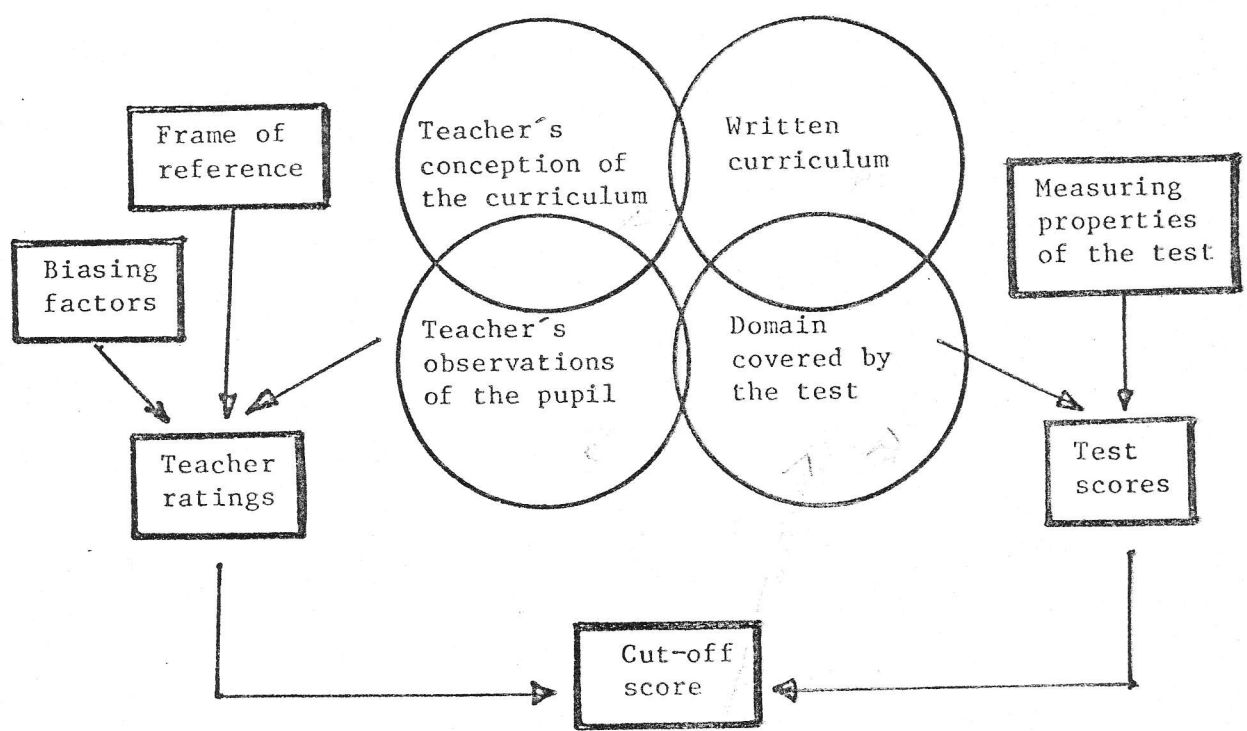 Frame of
reference
Biasing
factors
Teacher´s
conception of
the curriculum
Written
curriculum
Measuring
properties
of the test
Teacher´s
observations
of the pupil
Domain
covered by
the test
Teacher
ratings
Test
scores
Cut-off
score